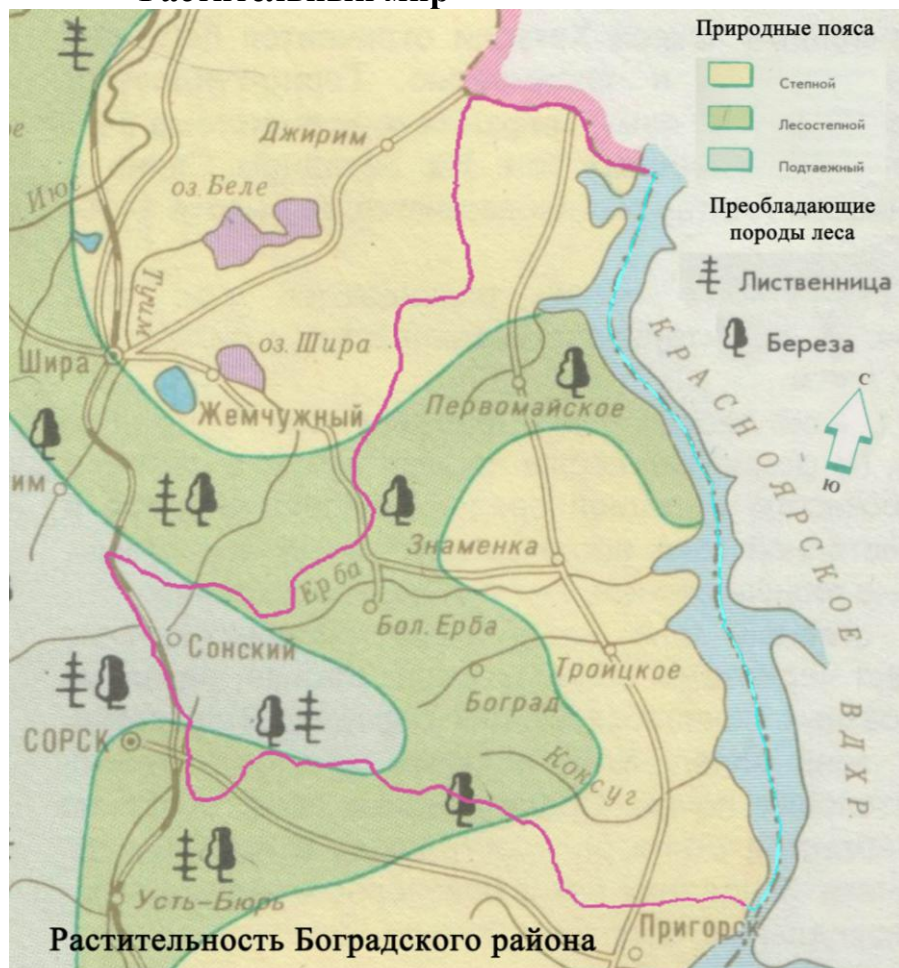 Растительный мир
Природные пояса
Степной
Лесостепной
Подтаежный
Преобладающие
породы леса
Лиственница
Береза
С
Ю
Джирим
Июс
оз. Беле
Туим
оз. Шира
Шира
Жемчужный
Первомайское
КРАСНОЯРСКОЕ ВДХР.
им
Знаменка
Ерба
Бол. Ерба
Сонский
Троицкое
Боград
СОРСК
Коксуг
Усть-Бюрь
Пригорск
Растительность Боградского района